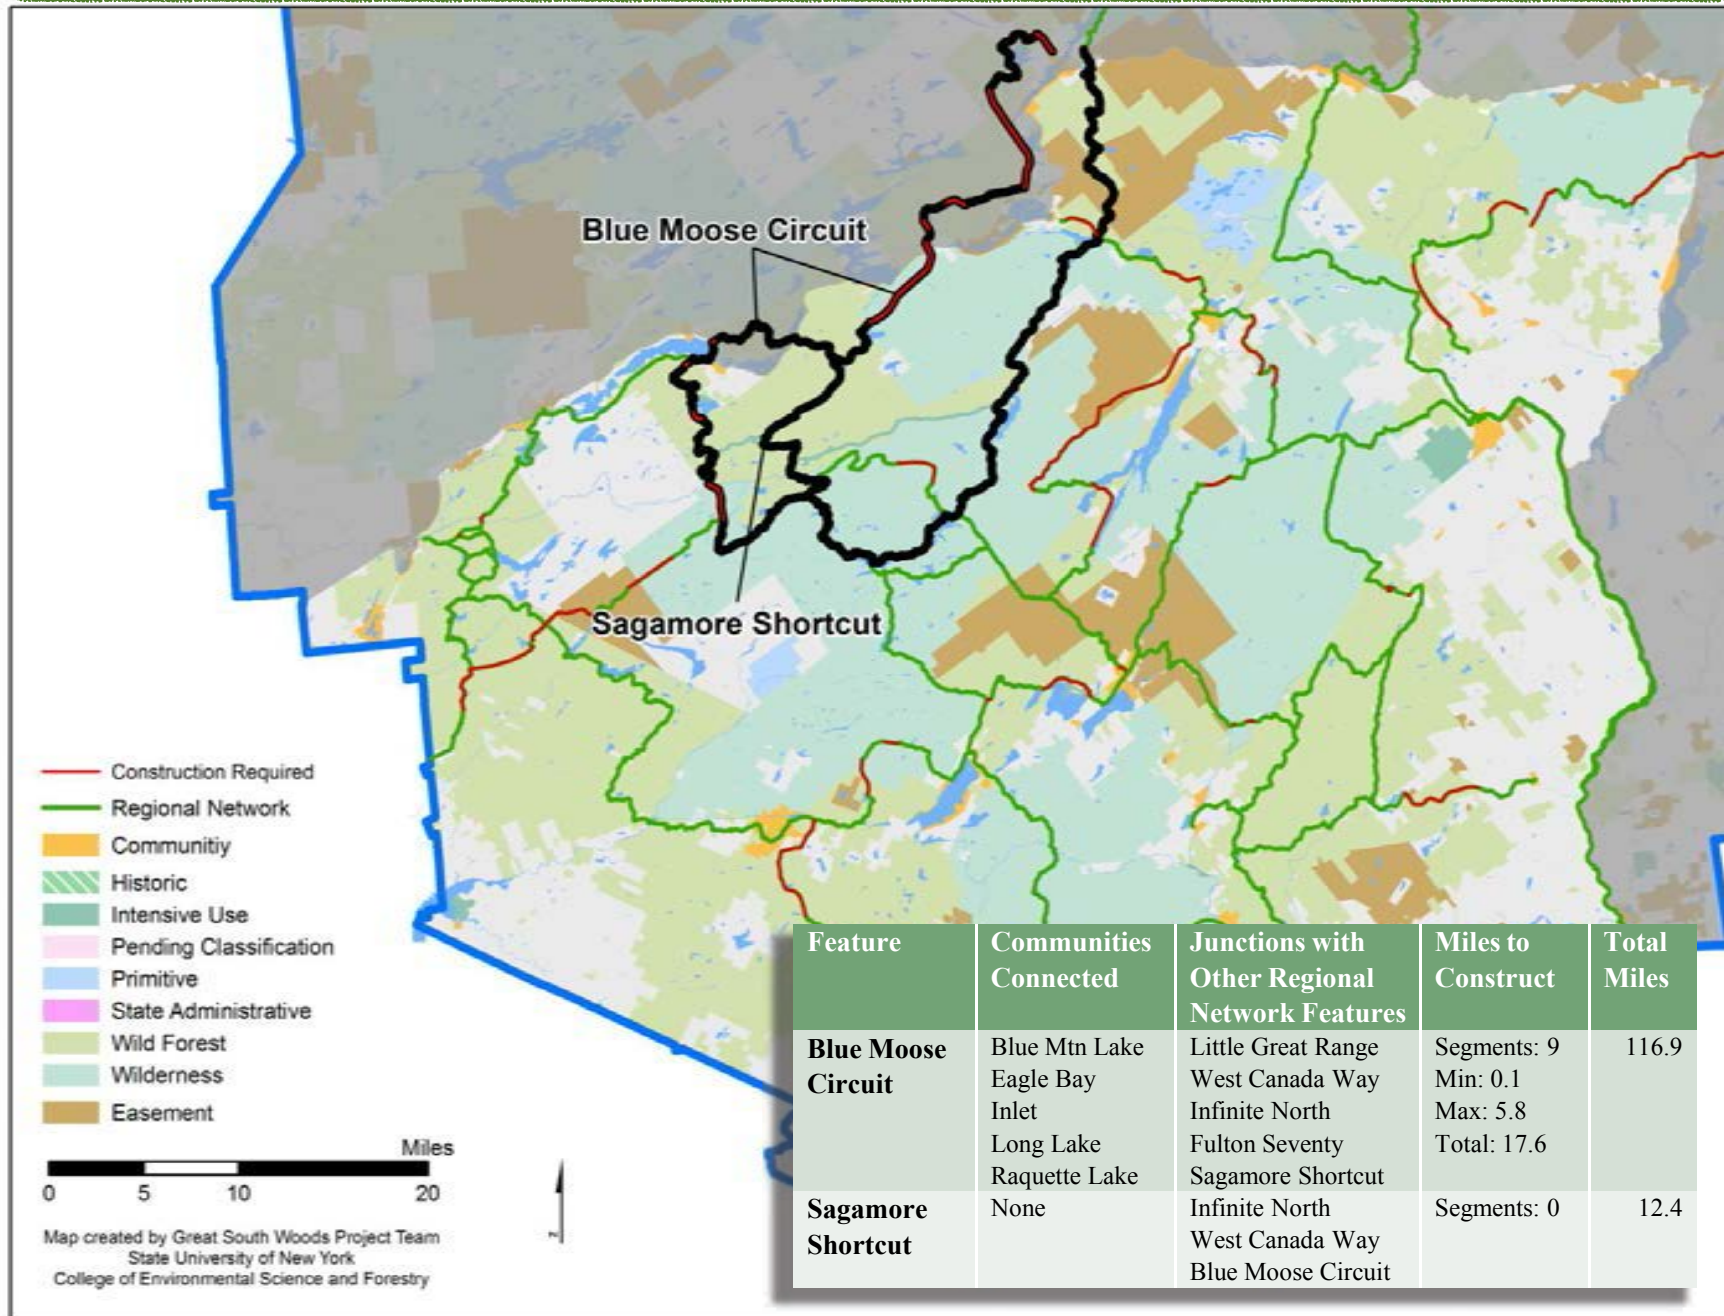 Blue Moose Circuit
Sagamore Shortcut
Construction Required
Regional Network
Communitiy
Historic
Intensive Use
Pending Classification
Primitive
State Administrative
Wild Forest
Wilderness
Easement
Miles
0 5 10 20
Map created by Great South Woods Project Team
State University of New York
College of Environmental Science and Forestry
N
Feature
Communities
Connected
Junctions with
Other Regional
Network Features
Miles to
Construct
Total
Miles
Blue Moose
Circuit
Blue Mtn Lake
Eagle Bay
Inlet
Long Lake
Raquette Lake
Little Great Range
West Canada Way
Infinite North
Fulton Seventy
Sagamore Shortcut
Segments: 9
Min: 0.1
Max: 5.8
Total: 17.6
116.9
Sagamore
Shortcut
None
Infinite North
West Canada Way
Blue Moose Circuit
Segments: 0
12.4